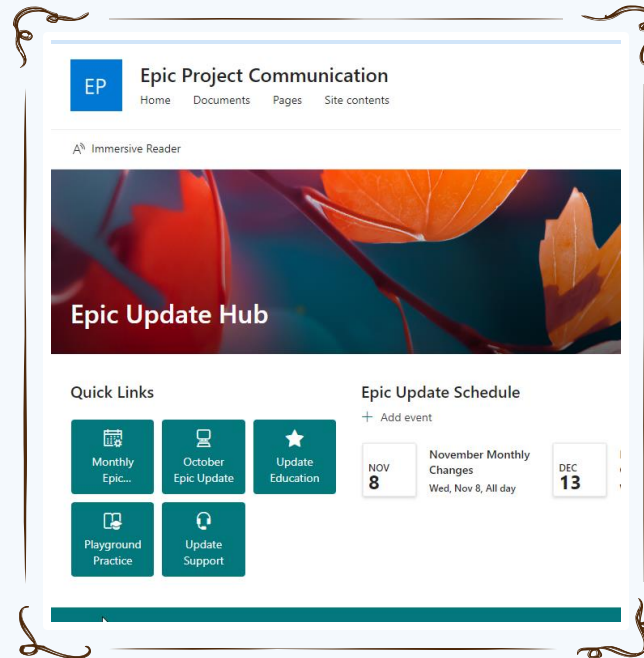 EP
Epic Project Communication
Home Documents Pages Site contents
Immersive Reader
Epic Update Hub
Quick Links
Monthly
Epic...
October
Epic Update
Update
Education
Playground
Practice
Update
Support
Epic Update Schedule
+ Add event
NOV
8
November Monthly
Changes
Wed, Nov 8, All day
DEC
13